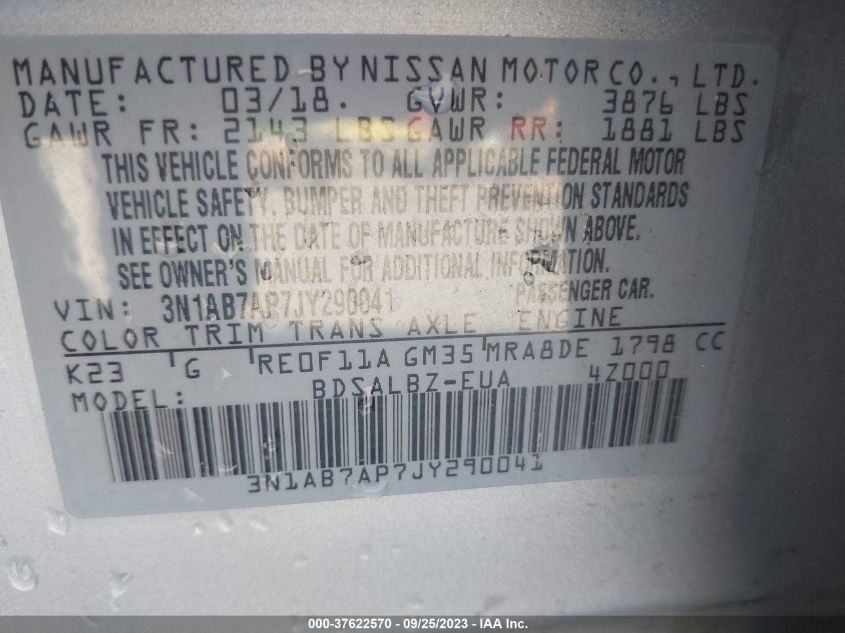 MANUFACTURED BY NISSAN MOTOR CO., LTD.
DATE: 03/18. GVWR: 3876 LBS
GAWR FR: 2143 LBS GAWR RR: 1881 LBS
THIS VEHICLE CONFORMS TO ALL APPLICABLE FEDERAL MOTOR
VEHICLE SAFETY, BUMPER AND THEFT PREVENTION STANDARDS
IN EFFECT ON THE DATE OF MANUFACTURE SHOWN ABOVE.
SEE OWNER'S MANUAL FOR ADDITIONAL INFORMATION.
VIN: 3N1AB7AP7JY290041 PASSENGER CAR.
COLOR TRIM TRANS AXLE ENGINE
K23 G RE0F11A GM35 MRA8DE 1798 CC
MODEL: BDSALBZ-EUA 4Z000
3N1AB7AP7JY290041
000-37622570 - 09/25/2023 - © IAA, Inc.